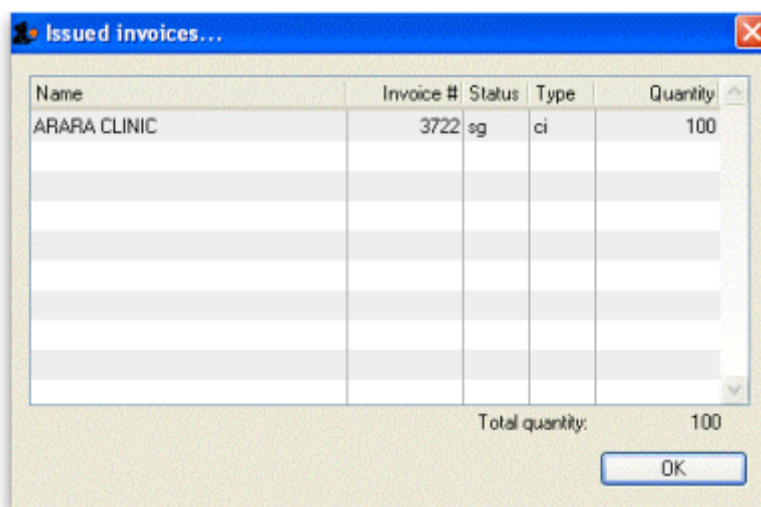 Issued invoices...
Name Invoice # Status Type Quantity
ARARA CLINIC 3722 sg ci 100
Total quantity: 100
OK